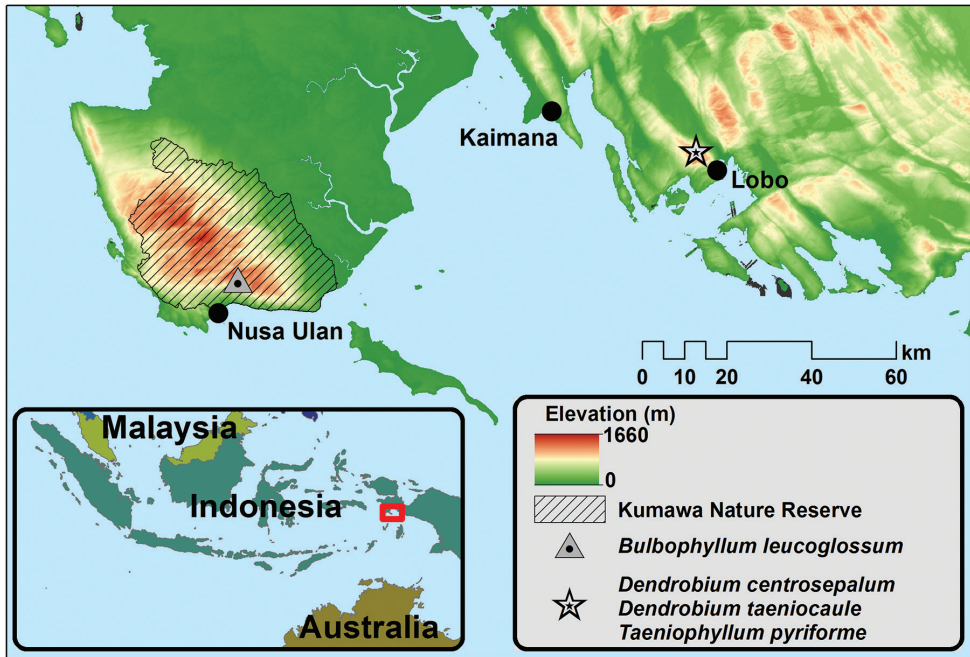 Kaimana
Lobo
Nusa Ulan
km
0 10 20 40 60
Malaysia
Indonesia
Australia
Elevation (m)
1660
0
Kumawa Nature Reserve
Bulbophyllum leucoglossum
Dendrobium centrosepalum
Dendrobium taeniocaule
Taeniophyllum pyriforme